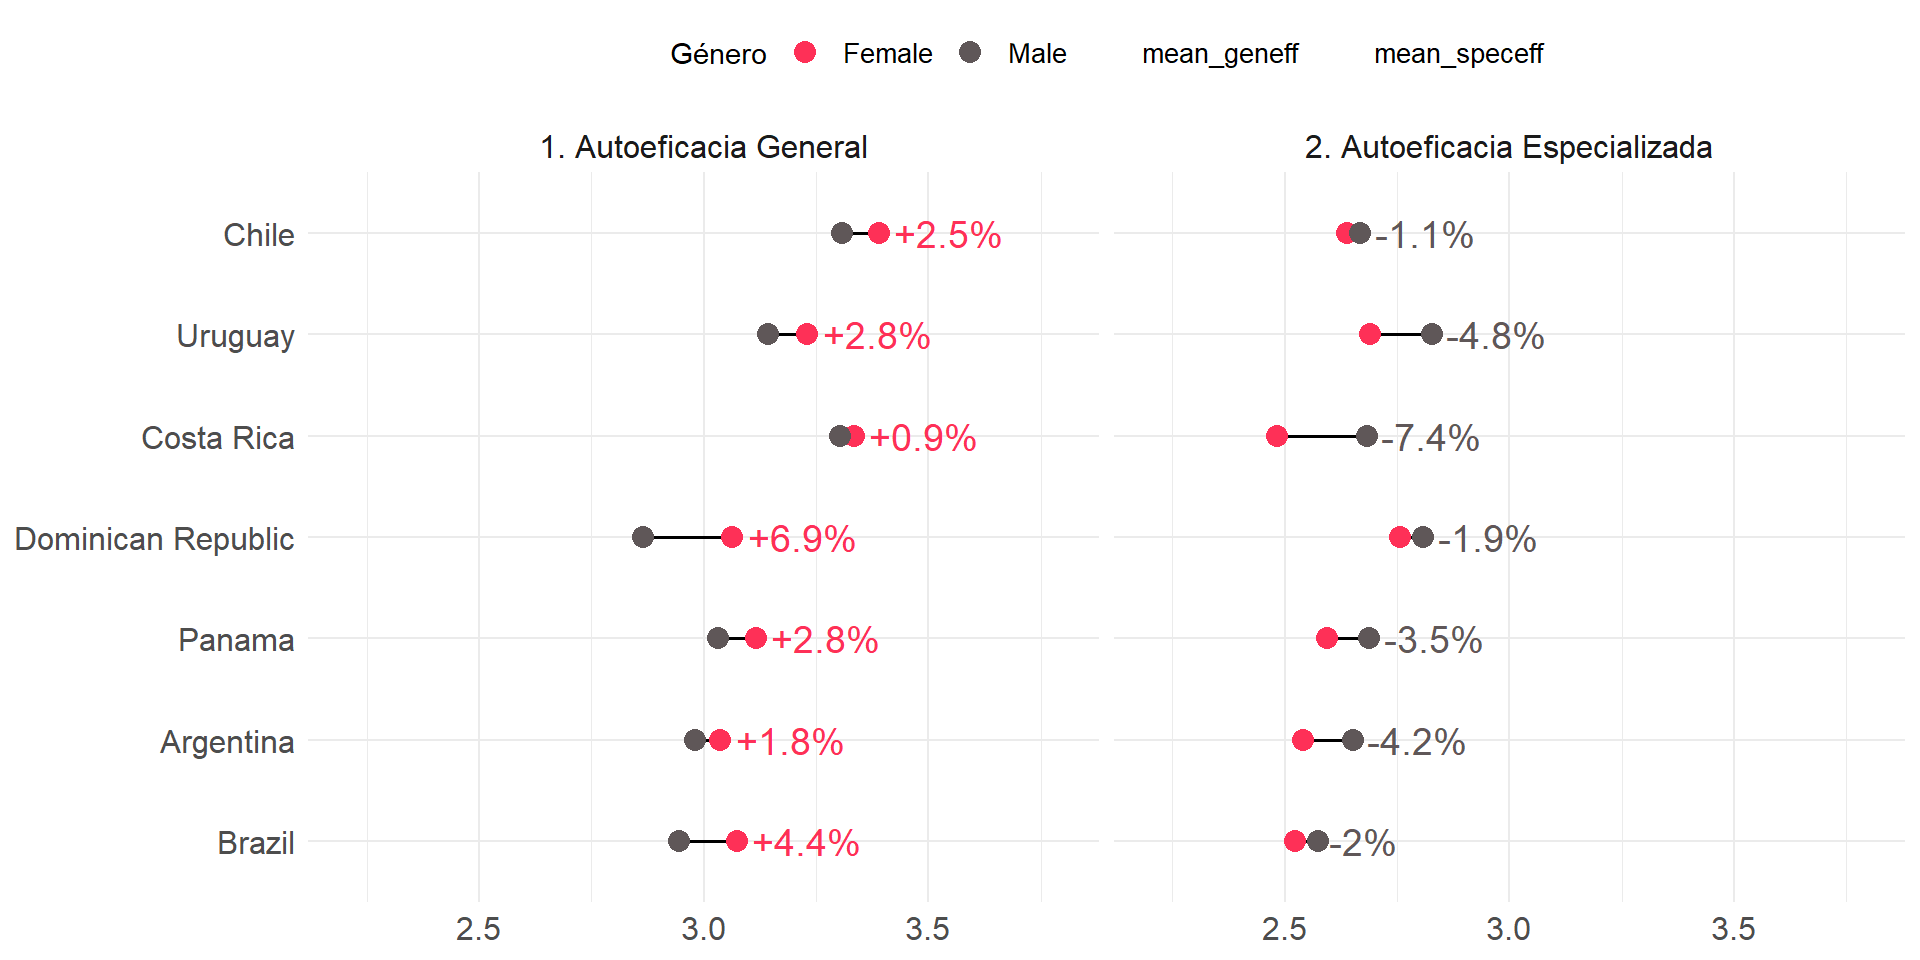 Género Female Male mean_geneff mean_speceff
1. Autoeficacia General 2. Autoeficacia Especializada
Chile +2.5% -1.1%
Uruguay +2.8% -4.8%
Costa Rica +0.9% -7.4%
Dominican Republic +6.9% -1.9%
Panama +2.8% -3.5%
Argentina +1.8% -4.2%
Brazil +4.4% -2%
2.5 3.0 3.5 2.5 3.0 3.5